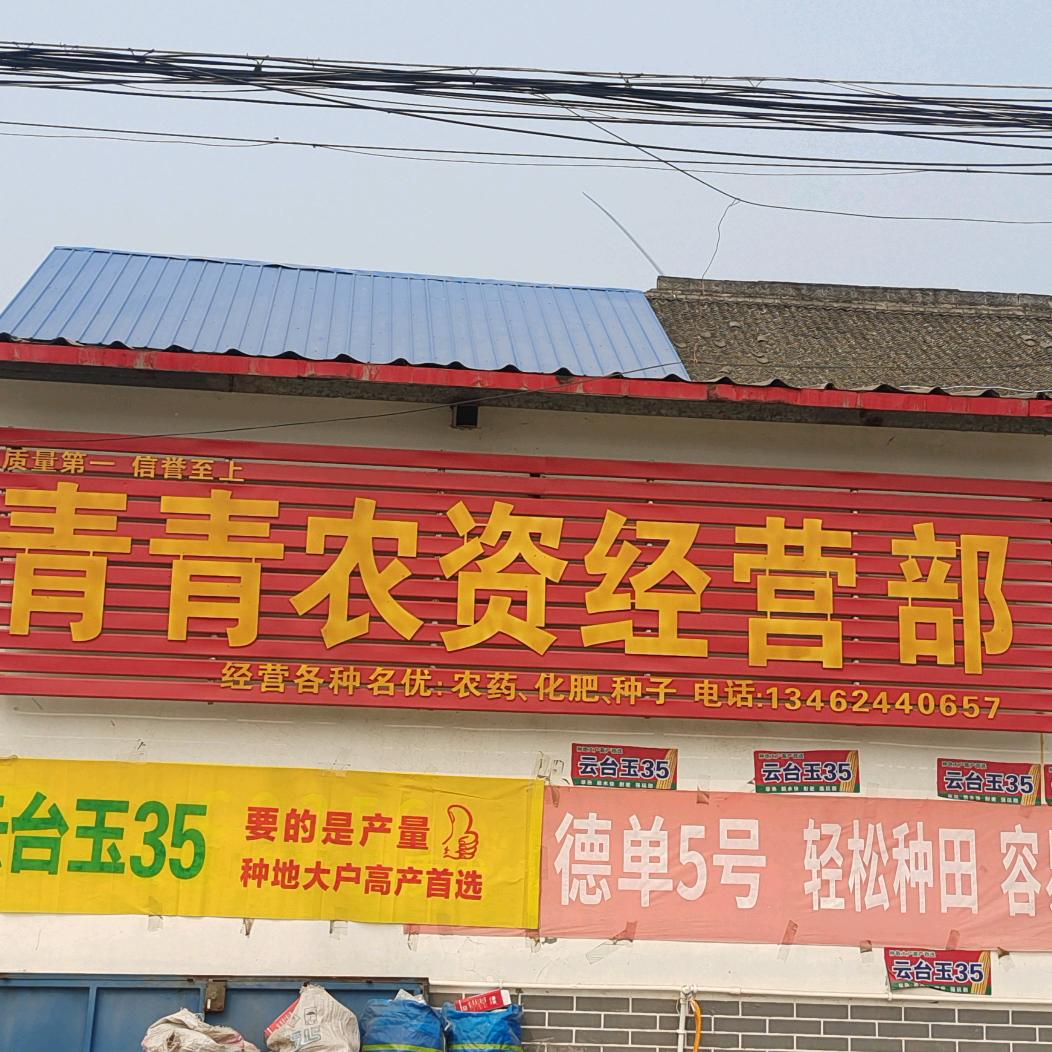 质量第一 信誉至上
青青农资经营部
经营各种名优:农药、化肥、种子 电话:13462440657
云台玉35
云台玉35
云台玉35
云台玉35
要的是产量
种地大户高产首选
德单5号 轻松种田 容
云台玉35